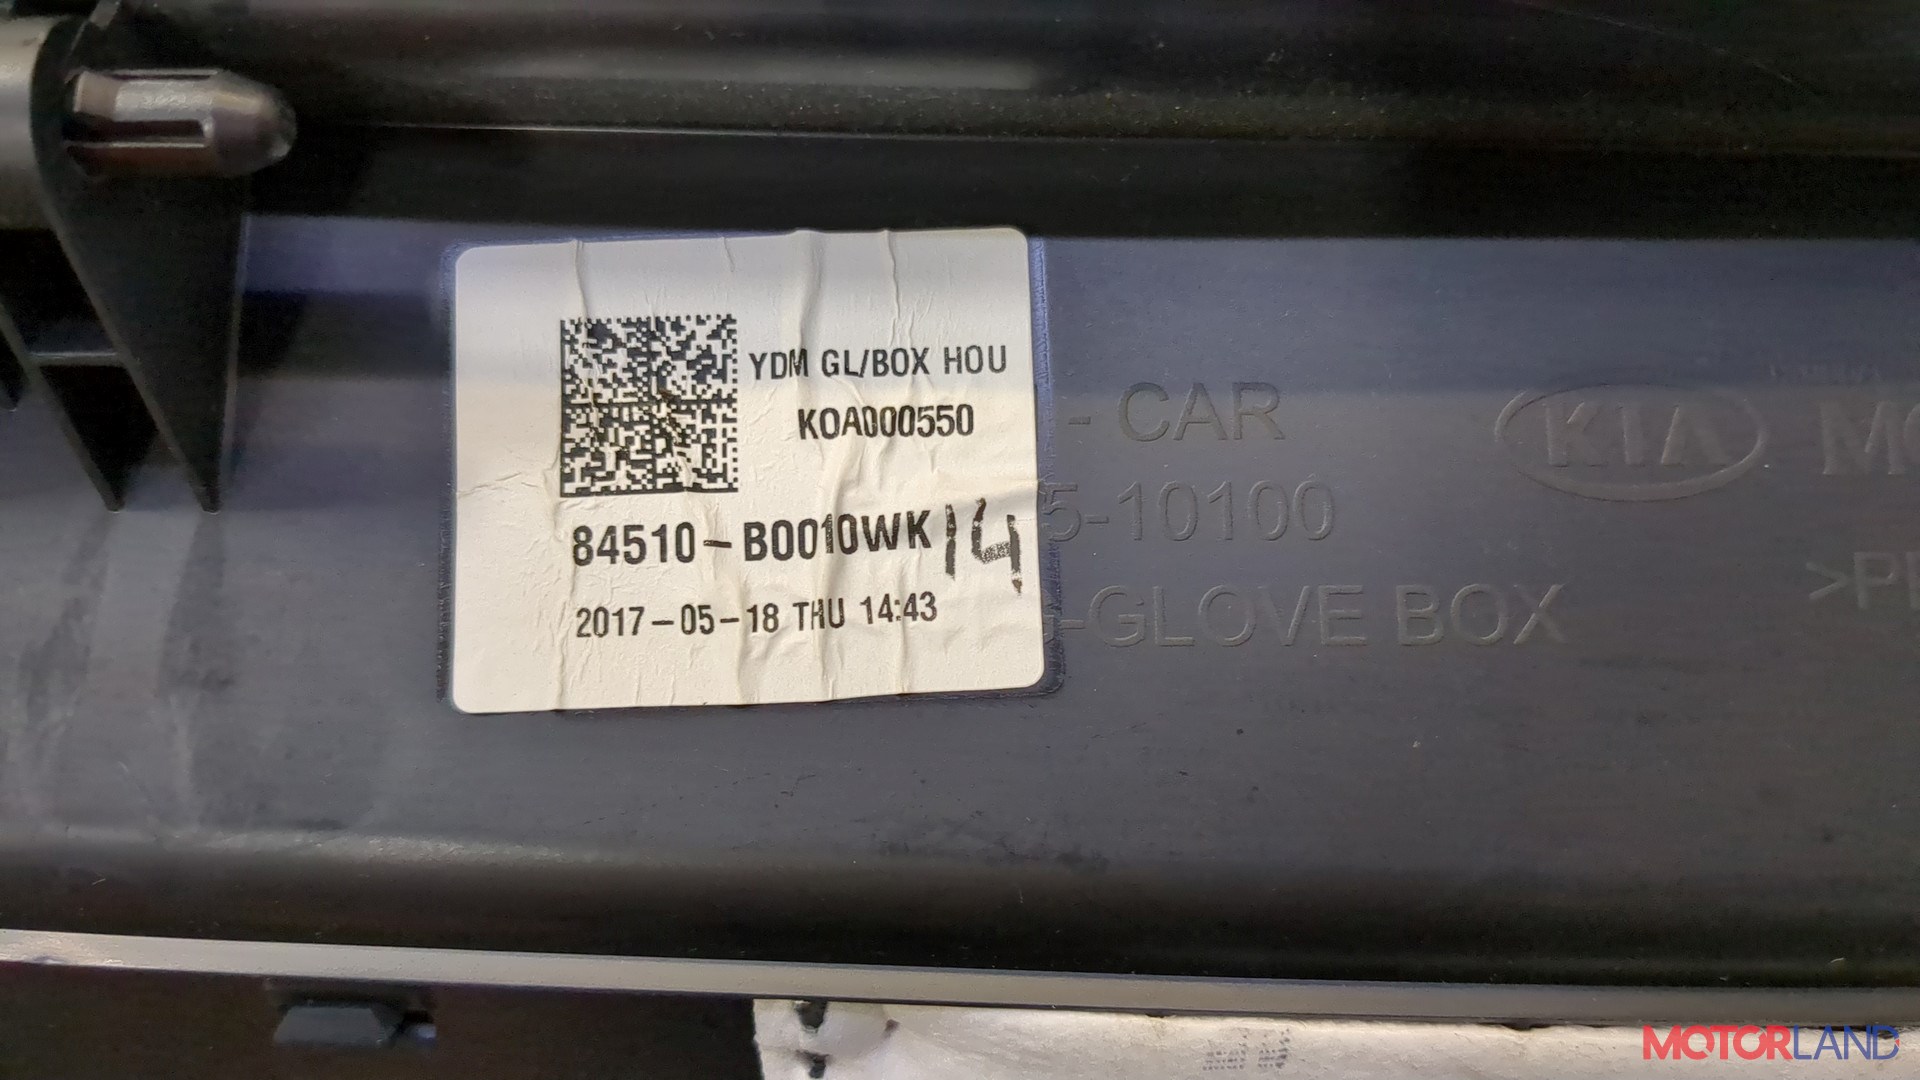 YDM GL/BOX HOU
K0A000550
84510-B0010WK 14
2017-05-18 THU 14:43
- CAR
5-10100
-GLOVE BOX
KIA
MOTORLAND